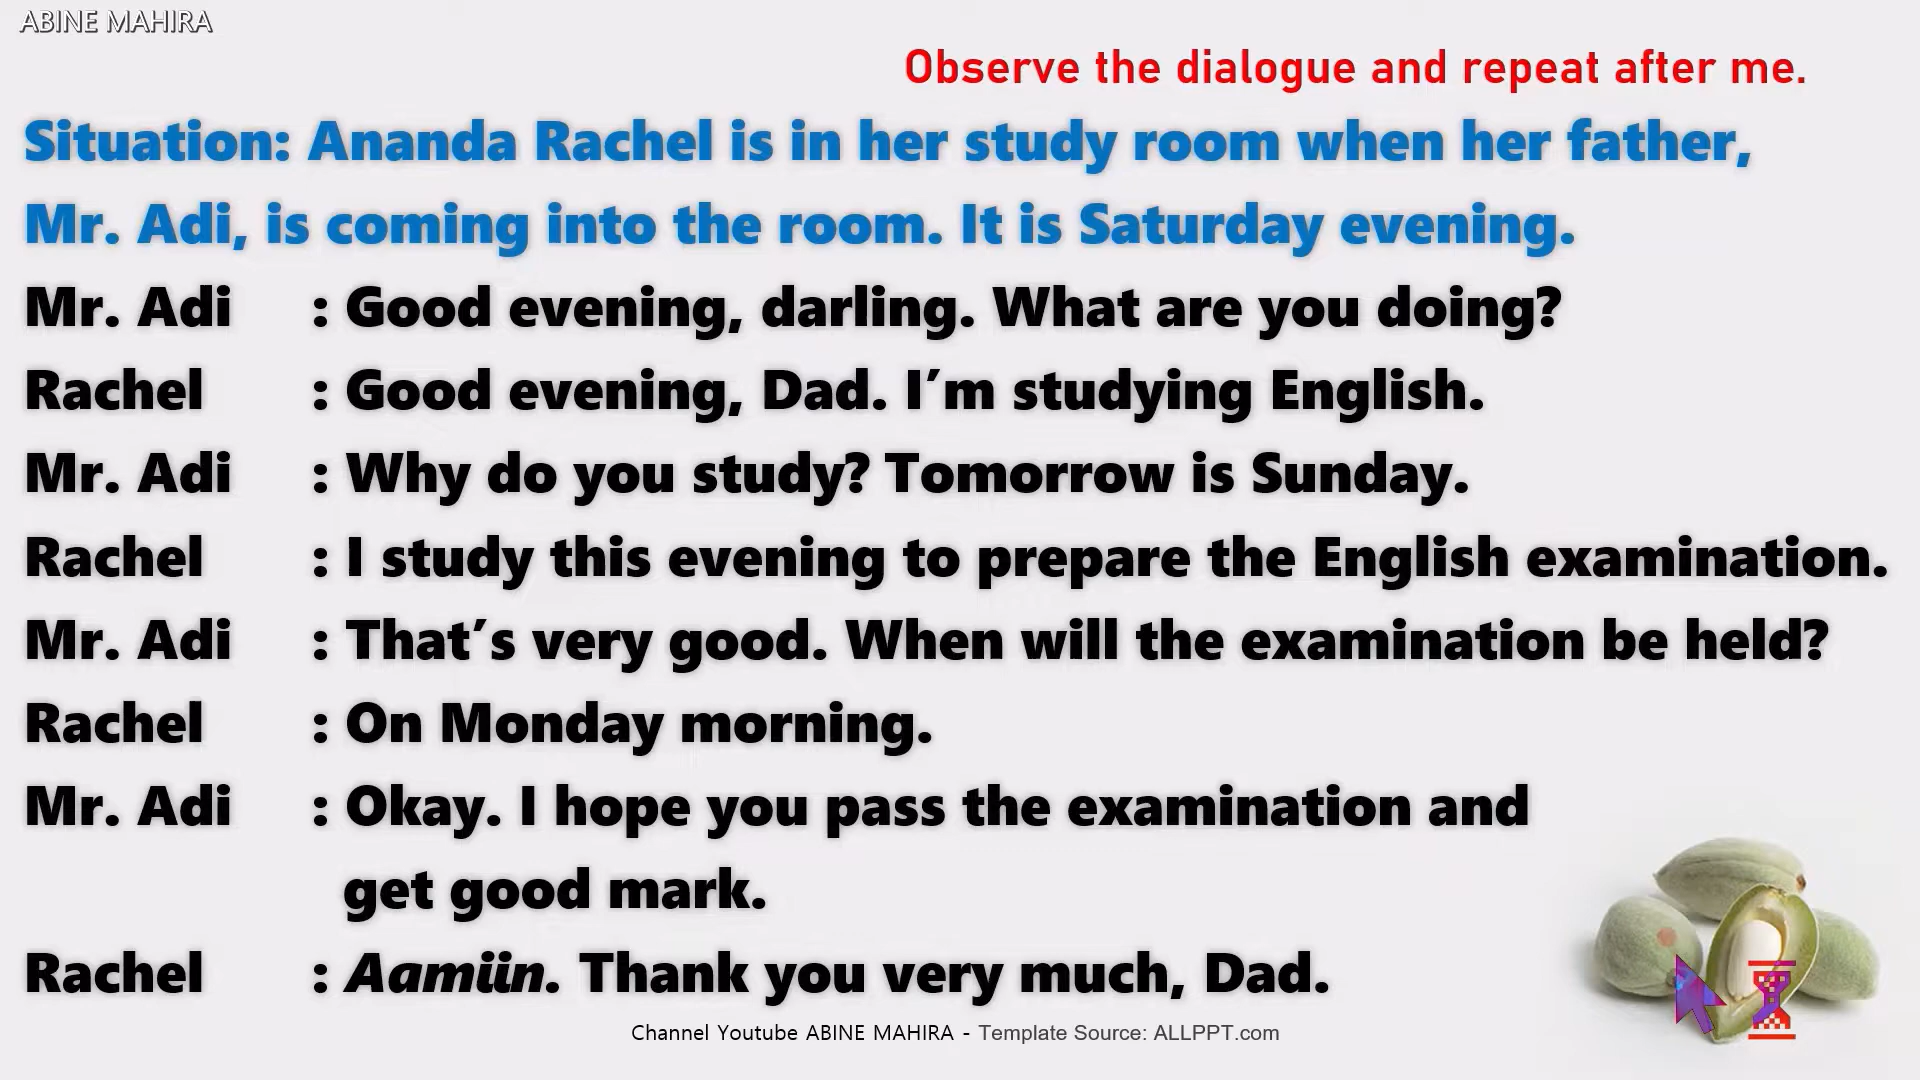 ABINE MAHIRA
Observe the dialogue and repeat after me.
Situation: Ananda Rachel is in her study room when her father,
Mr. Adi, is coming into the room. It is Saturday evening.
Mr. Adi : Good evening, darling. What are you doing?
Rachel : Good evening, Dad. I´m studying English.
Mr. Adi : Why do you study? Tomorrow is Sunday.
Rachel : I study this evening to prepare the English examination.
Mr. Adi : That´s very good. When will the examination be held?
Rachel : On Monday morning.
Mr. Adi : Okay. I hope you pass the examination and
get good mark.
Rachel : Aamiin. Thank you very much, Dad.
Channel Youtube ABINE MAHIRA - Template Source: ALLPPT.com